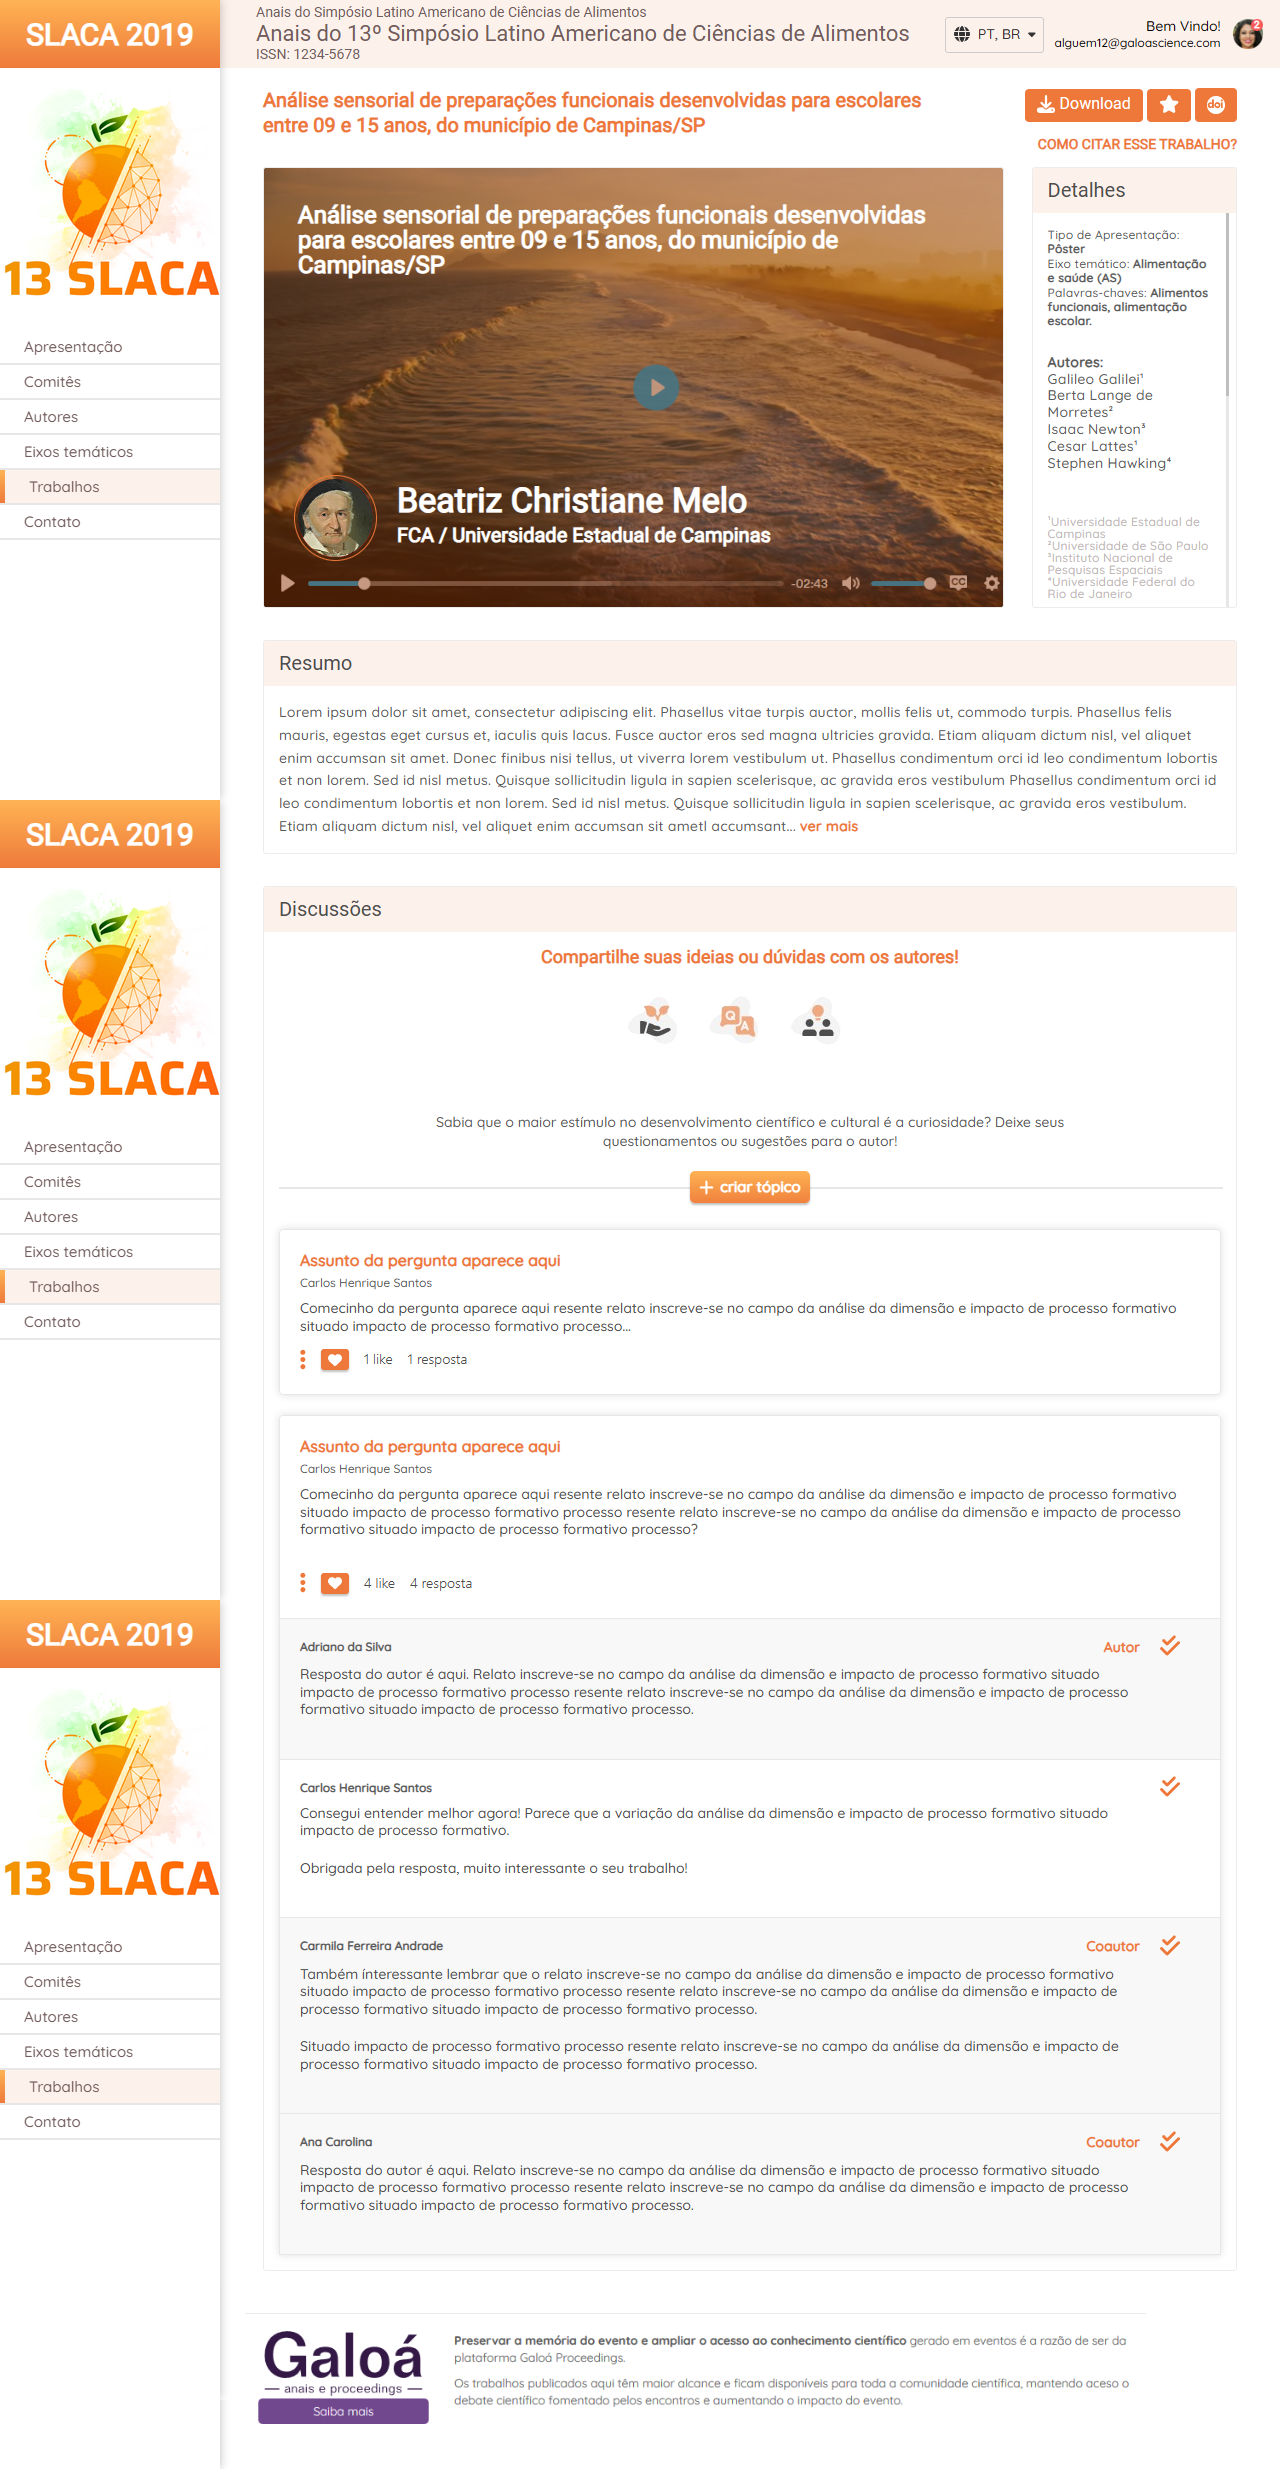 SLACA 2019
Anais do Simpósio Latino Americano de Ciências de Alimentos
Anais do 13º Simpósio Latino Americano de Ciências de Alimentos
ISSN: 1234-5678
PT, BR
Bem Vindo!
alguem12@galoascience.com
2
13 SLACA
Apresentação
Comitês
Autores
Eixos temáticos
Trabalhos
Contato
Análise sensorial de preparações funcionais desenvolvidas para escolares
entre 09 e 15 anos, do município de Campinas/SP
Download
doi
COMO CITAR ESSE TRABALHO?
Análise sensorial de preparações funcionais desenvolvidas
para escolares entre 09 e 15 anos, do município de
Campinas/SP
Beatriz Christiane Melo
FCA / Universidade Estadual de Campinas
-02:43
CC
Detalhes
Tipo de Apresentação:
Pôster
Eixo temático: Alimentação
e saúde (AS)
Palavras-chaves: Alimentos
funcionais, alimentação
escolar.
Autores:
Galileo Galilei¹
Berta Lange de
Morretes²
Isaac Newton³
Cesar Lattes¹
Stephen Hawking⁴
¹Universidade Estadual de
Campinas
²Universidade de São Paulo
³Instituto Nacional de
Pesquisas Espaciais
⁴Universidade Federal do
Rio de Janeiro
Resumo
Lorem ipsum dolor sit amet, consectetur adipiscing elit. Phasellus vitae turpis auctor, mollis felis ut, commodo turpis. Phasellus felis
mauris, egestas eget cursus et, iaculis quis lacus. Fusce auctor eros sed magna ultricies gravida. Etiam aliquam dictum nisl, vel aliquet
enim accumsan sit amet. Donec finibus nisi tellus, ut viverra lorem vestibulum ut. Phasellus condimentum orci id leo condimentum lobortis
et non lorem. Sed id nisl metus. Quisque sollicitudin ligula in sapien scelerisque, ac gravida eros vestibulum Phasellus condimentum orci id
leo condimentum lobortis et non lorem. Sed id nisl metus. Quisque sollicitudin ligula in sapien scelerisque, ac gravida eros vestibulum.
Etiam aliquam dictum nisl, vel aliquet enim accumsan sit ametl accumsant... ver mais
SLACA 2019
13 SLACA
Apresentação
Comitês
Autores
Eixos temáticos
Trabalhos
Contato
Discussões
Compartilhe suas ideias ou dúvidas com os autores!
Q
A
Sabia que o maior estímulo no desenvolvimento científico e cultural é a curiosidade? Deixe seus
questionamentos ou sugestões para o autor!
+ criar tópico
Assunto da pergunta aparece aqui
Carlos Henrique Santos
Comecinho da pergunta aparece aqui resente relato inscreve-se no campo da análise da dimensão e impacto de processo formativo
situado impacto de processo formativo processo...
1 like 1 resposta
Assunto da pergunta aparece aqui
Carlos Henrique Santos
Comecinho da pergunta aparece aqui resente relato inscreve-se no campo da análise da dimensão e impacto de processo formativo
situado impacto de processo formativo processo resente relato inscreve-se no campo da análise da dimensão e impacto de processo
formativo situado impacto de processo formativo processo?
4 like 4 resposta
SLACA 2019
13 SLACA
Apresentação
Comitês
Autores
Eixos temáticos
Trabalhos
Contato
Adriano da Silva
Autor
Resposta do autor é aqui. Relato inscreve-se no campo da análise da dimensão e impacto de processo formativo situado
impacto de processo formativo processo resente relato inscreve-se no campo da análise da dimensão e impacto de processo
formativo situado impacto de processo formativo processo.
Carlos Henrique Santos
Consegui entender melhor agora! Parece que a variação da análise da dimensão e impacto de processo formativo situado
impacto de processo formativo.
Obrigada pela resposta, muito interessante o seu trabalho!
Carmila Ferreira Andrade
Coautor
Também ínteressante lembrar que o relato inscreve-se no campo da análise da dimensão e impacto de processo formativo
situado impacto de processo formativo processo resente relato inscreve-se no campo da análise da dimensão e impacto de
processo formativo situado impacto de processo formativo processo.
Situado impacto de processo formativo processo resente relato inscreve-se no campo da análise da dimensão e impacto de
processo formativo situado impacto de processo formativo processo.
Ana Carolina
Coautor
Resposta do autor é aqui. Relato inscreve-se no campo da análise da dimensão e impacto de processo formativo situado
impacto de processo formativo processo resente relato inscreve-se no campo da análise da dimensão e impacto de processo
formativo situado impacto de processo formativo processo.
Galoá
anais e proceedings
Saiba mais
Preservar a memória do evento e ampliar o acesso ao conhecimento científico gerado em eventos é a razão de ser da
plataforma Galoá Proceedings.
Os trabalhos publicados aqui têm maior alcance e ficam disponíveis para toda a comunidade científica, mantendo aceso o
debate científico fomentado pelos encontros e aumentando o impacto do evento.